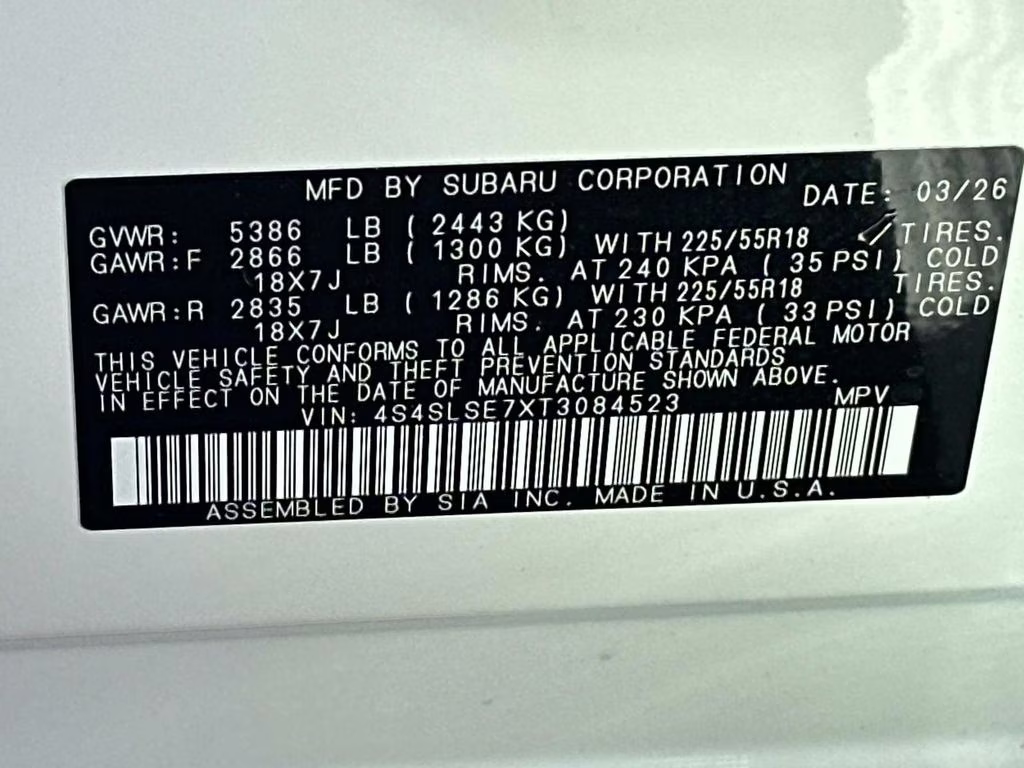 MFD BY SUBARU CORPORATION DATE: 03/26
GVWR: 5386 LB ( 2443 KG)
GAWR:F 2866 LB ( 1300 KG) WITH 225/55R18 TIRES.
18X7J RIMS. AT 240 KPA ( 35 PSI) COLD
GAWR:R 2835 LB ( 1286 KG) WITH 225/55R18 TIRES.
18X7J RIMS. AT 230 KPA ( 33 PSI) COLD
THIS VEHICLE CONFORMS TO ALL APPLICABLE FEDERAL MOTOR
VEHICLE SAFETY AND THEFT PREVENTION STANDARDS
IN EFFECT ON THE DATE OF MANUFACTURE SHOWN ABOVE.
VIN: 4S4SLSE7XT3084523 MPV
ASSEMBLED BY SIA INC. MADE IN U.S.A.